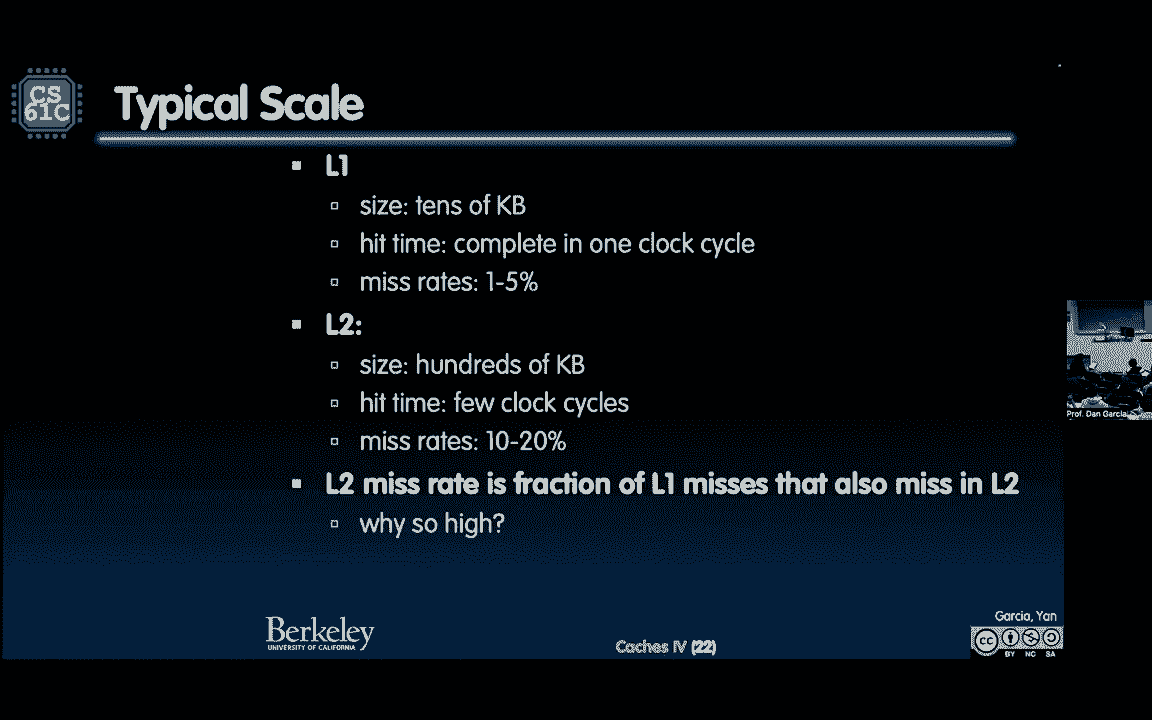 CS
61C
Typical Scale
L1
size: tens of KB
hit time: complete in one clock cycle
miss rates: 1-5%
L2:
size: hundreds of KB
hit time: few clock cycles
miss rates: 10-20%
L2 miss rate is fraction of L1 misses that also miss in L2
why so high?
Prof. Dan Garcia
Berkeley
UNIVERSITY OF CALIFORNIA
Caches IV (22)
Garcia, Yan
cc
BY NC SA